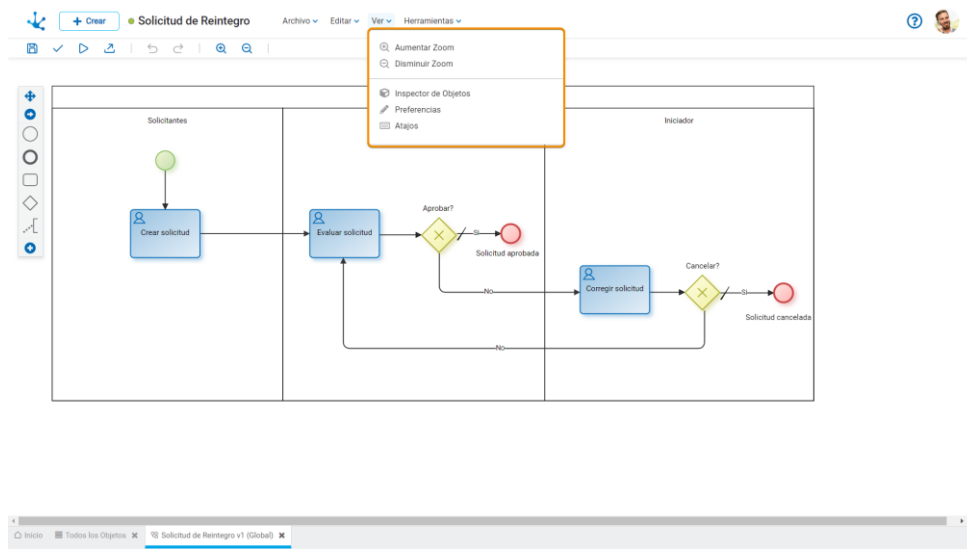 + Crear
Solicitud de Reintegro
Archivo
Editar
Ver
Herramientas
Aumentar Zoom
Disminuir Zoom
Inspector de Objetos
Preferencias
Atajos
Solicitantes
Iniciador
Crear solicitud
Evaluar solicitud
Aprobar?
Si
Solicitud aprobada
No
Corregir solicitud
Cancelar?
Si
Solicitud cancelada
No
Inicio
Todos los Objetos
Solicitud de Reintegro v1 (Global)